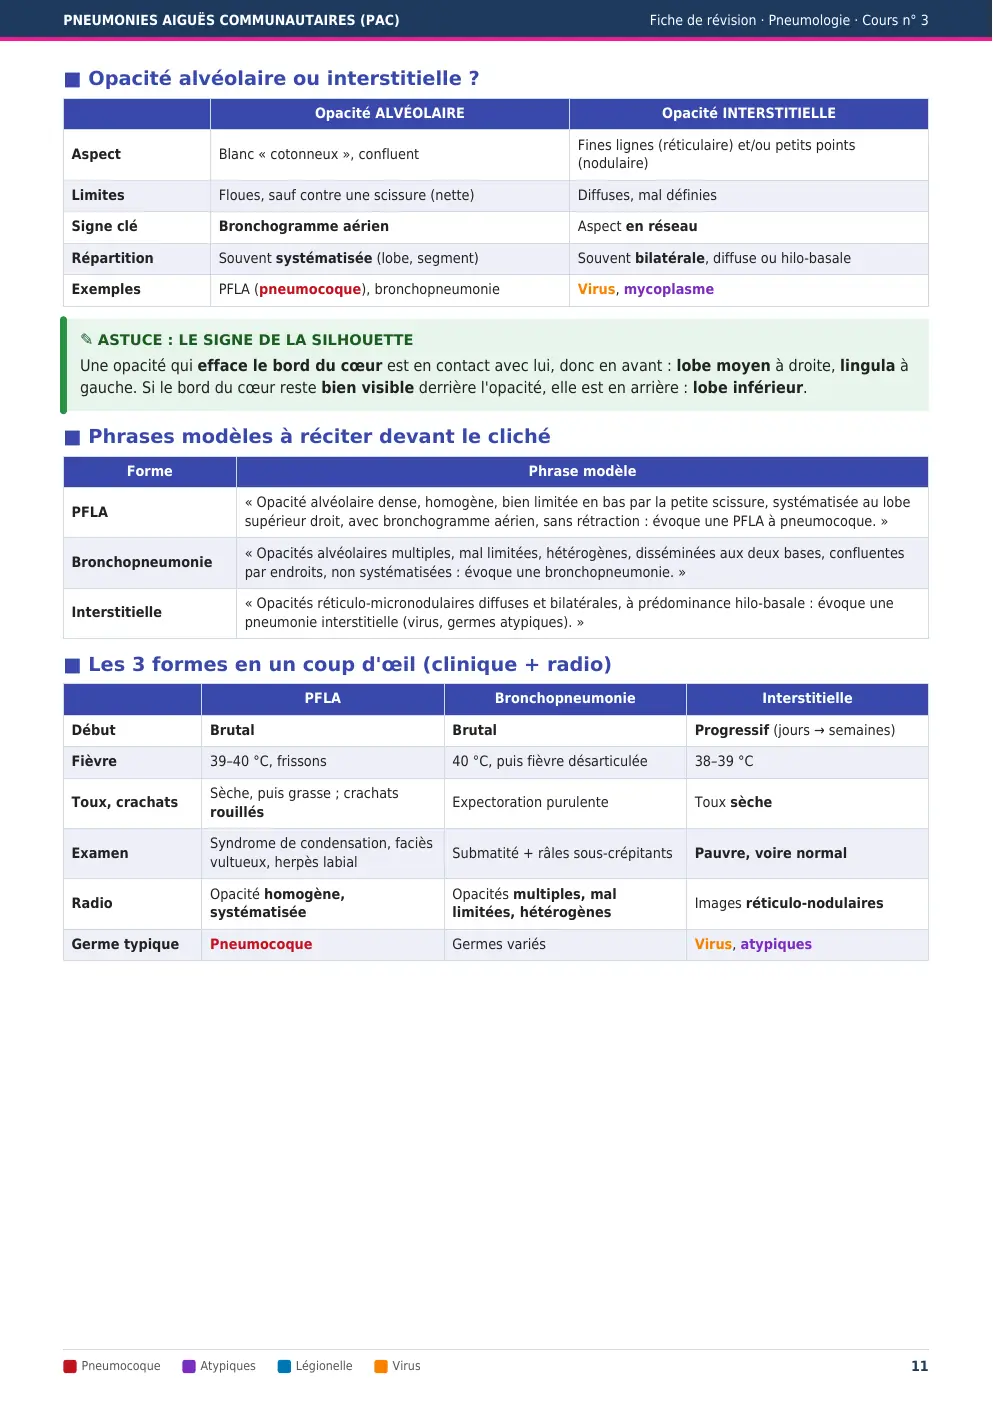 PNEUMONIES AIGUËS COMMUNAUTAIRES (PAC)
Fiche de révision · Pneumologie · Cours n° 3
■ Opacité alvéolaire ou interstitielle ?
Opacité ALVÉOLAIRE
Opacité INTERSTITIELLE
Aspect
Blanc « cotonneux », confluent
Fines lignes (réticulaire) et/ou petits points
(nodulaire)
Limites
Floues, sauf contre une scissure (nette)
Diffuses, mal définies
Signe clé
Bronchogramme aérien
Aspect en réseau
Répartition
Souvent systématisée (lobe, segment)
Souvent bilatérale, diffuse ou hilo-basale
Exemples
PFLA (pneumocoque), bronchopneumonie
Virus, mycoplasme
✎ ASTUCE : LE SIGNE DE LA SILHOUETTE
Une opacité qui efface le bord du cœur est en contact avec lui, donc en avant : lobe moyen à droite, lingula à
gauche. Si le bord du cœur reste bien visible derrière l'opacité, elle est en arrière : lobe inférieur.
■ Phrases modèles à réciter devant le cliché
Forme
Phrase modèle
PFLA
« Opacité alvéolaire dense, homogène, bien limitée en bas par la petite scissure, systématisée au lobe
supérieur droit, avec bronchogramme aérien, sans rétraction : évoque une PFLA à pneumocoque. »
Bronchopneumonie
« Opacités alvéolaires multiples, mal limitées, hétérogènes, disséminées aux deux bases, confluentes
par endroits, non systématisées : évoque une bronchopneumonie. »
Interstitielle
« Opacités réticulo-micronodulaires diffuses et bilatérales, à prédominance hilo-basale : évoque une
pneumonie interstitielle (virus, germes atypiques). »
■ Les 3 formes en un coup d'œil (clinique + radio)
PFLA
Bronchopneumonie
Interstitielle
Début
Brutal
Brutal
Progressif (jours → semaines)
Fièvre
39–40 °C, frissons
40 °C, puis fièvre désarticulée
38–39 °C
Toux, crachats
Sèche, puis grasse ; crachats
rouillés
Expectoration purulente
Toux sèche
Examen
Syndrome de condensation, faciès
vultueux, herpès labial
Submatité + râles sous-crépitants
Pauvre, voire normal
Radio
Opacité homogène,
systématisée
Opacités multiples, mal
limitées, hétérogènes
Images réticulo-nodulaires
Germe typique
Pneumocoque
Germes variés
Virus, atypiques
Pneumocoque
Atypiques
Légionelle
Virus
11